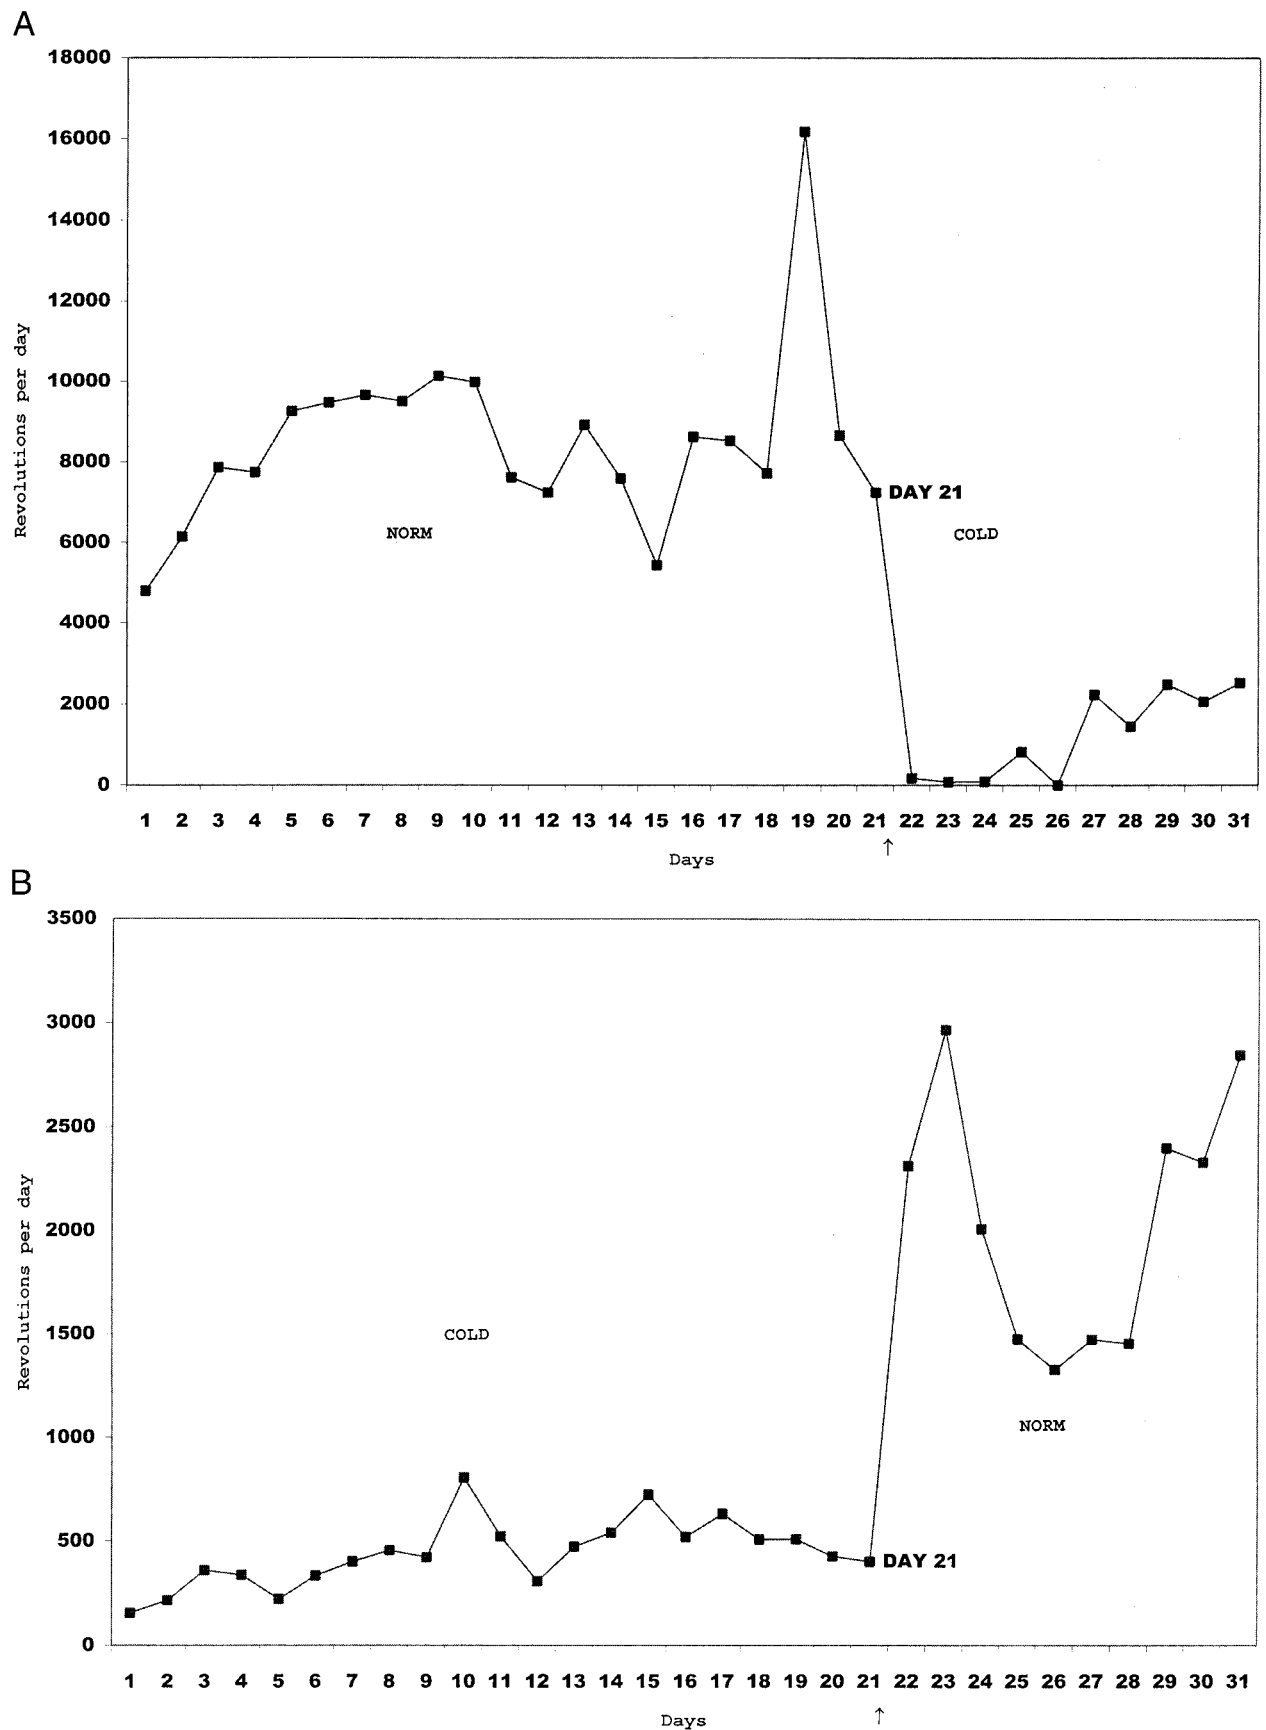 A
18000
16000
14000
12000
10000
8000
6000
4000
2000
0
Revolutions per day
NORM
DAY 21
COLD
1 2 3 4 5 6 7 8 9 10 11 12 13 14 15 16 17 18 19 20 21 22 23 24 25 26 27 28 29 30 31
↑
Days
B
3500
3000
2500
2000
1500
1000
500
0
Revolutions per day
COLD
NORM
DAY 21
1 2 3 4 5 6 7 8 9 10 11 12 13 14 15 16 17 18 19 20 21 22 23 24 25 26 27 28 29 30 31
↑
Days